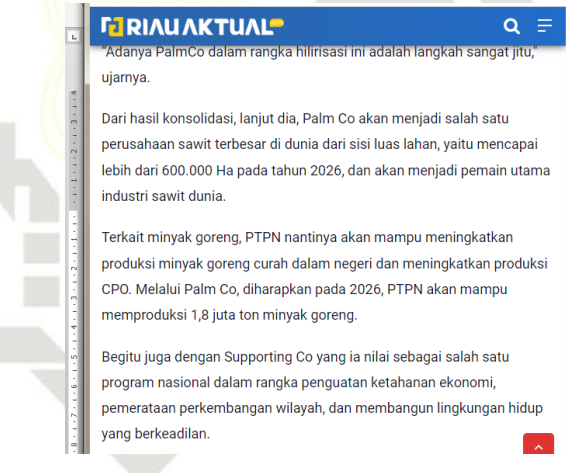 RIAUAKTUAL
"Adanya PalmCo dalam rangka hilirisasi ini adalah langkah sangat jitu,"
ujarnya.
Dari hasil konsolidasi, lanjut dia, Palm Co akan menjadi salah satu
perusahaan sawit terbesar di dunia dari sisi luas lahan, yaitu mencapai
lebih dari 600.000 Ha pada tahun 2026, dan akan menjadi pemain utama
industri sawit dunia.
Terkait minyak goreng, PTPN nantinya akan mampu meningkatkan
produksi minyak goreng curah dalam negeri dan meningkatkan produksi
CPO. Melalui Palm Co, diharapkan pada 2026, PTPN akan mampu
memproduksi 1,8 juta ton minyak goreng.
Begitu juga dengan Supporting Co yang ia nilai sebagai salah satu
program nasional dalam rangka penguatan ketahanan ekonomi,
pemerataan perkembangan wilayah, dan membangun lingkungan hidup
yang berkeadilan.